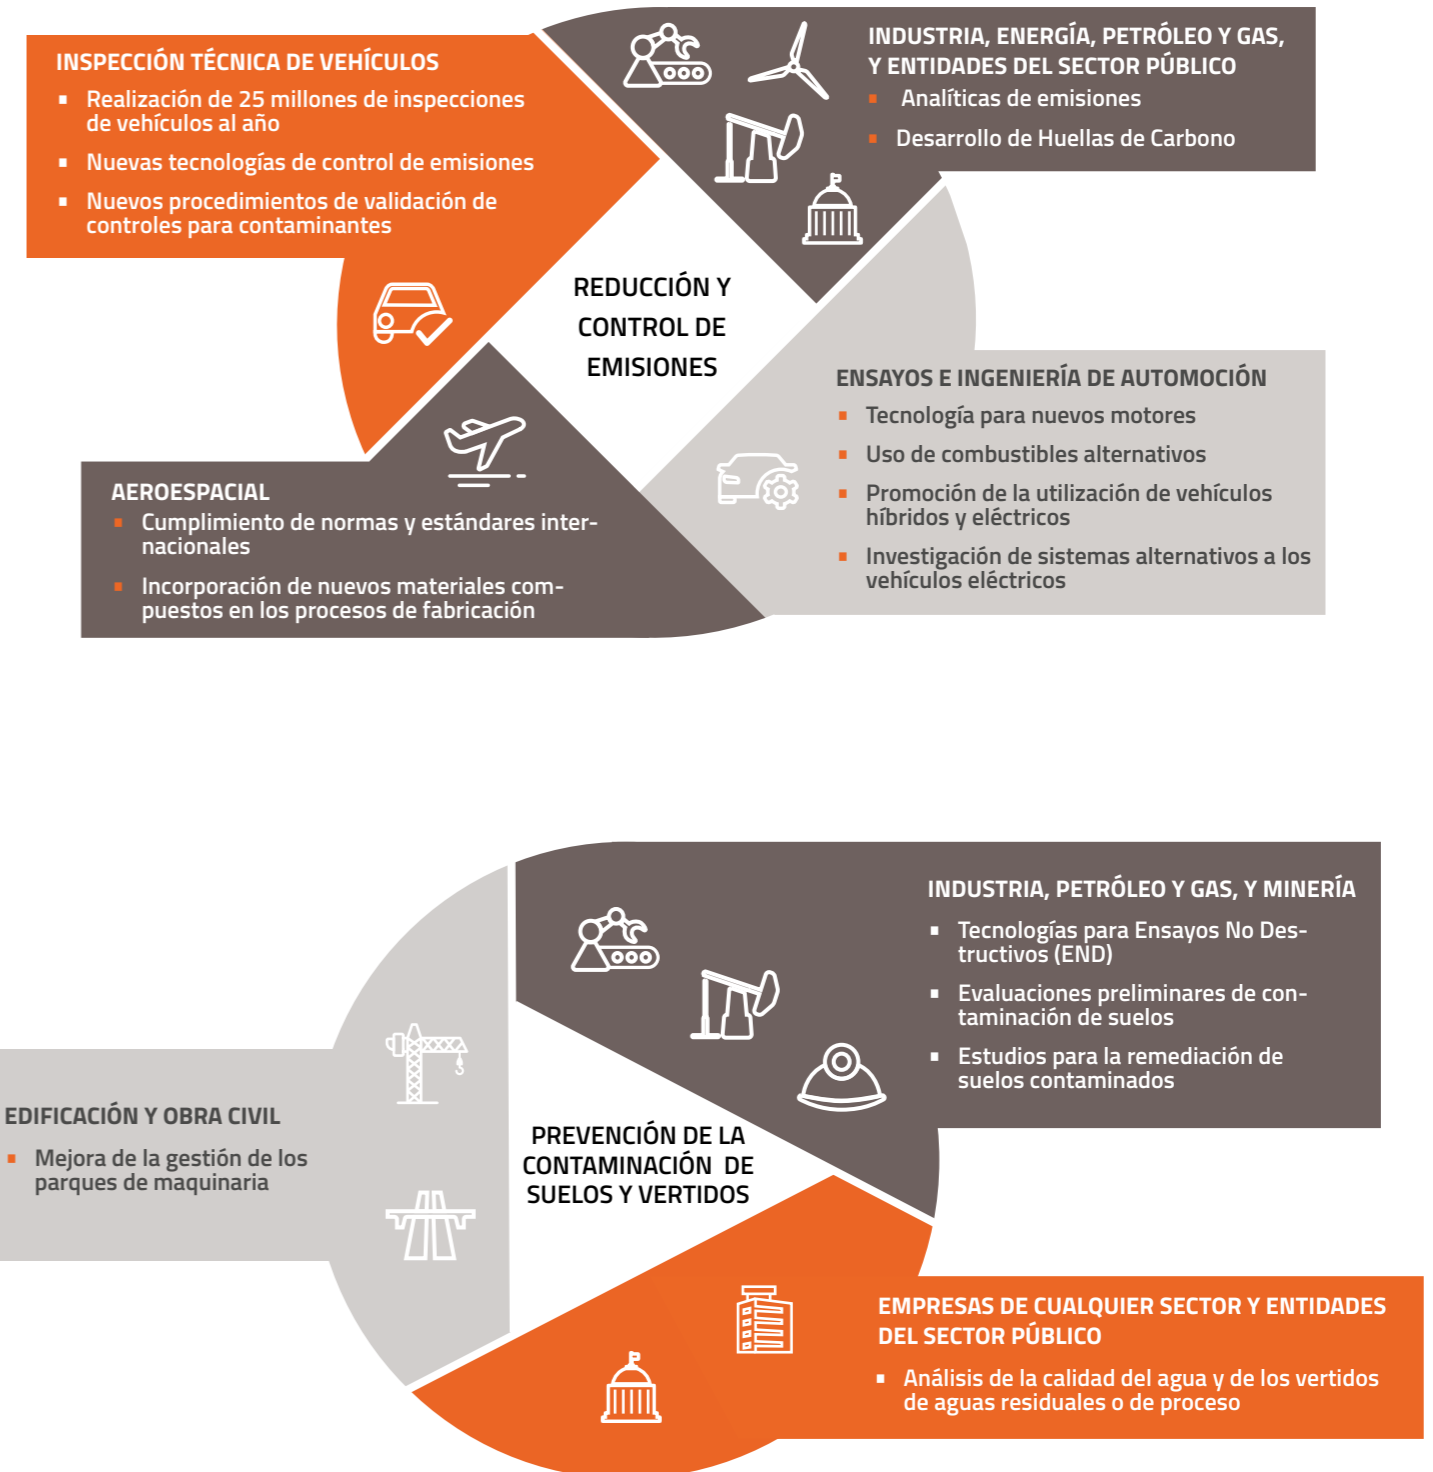 INSPECCIÓN TÉCNICA DE VEHÍCULOS
▪ Realización de 25 millones de inspecciones
de vehículos al año
▪ Nuevas tecnologías de control de emisiones
▪ Nuevos procedimientos de validación de
controles para contaminantes
INDUSTRIA, ENERGÍA, PETRÓLEO Y GAS,
Y ENTIDADES DEL SECTOR PÚBLICO
▪ Analíticas de emisiones
▪ Desarrollo de Huellas de Carbono
REDUCCIÓN Y
CONTROL DE
EMISIONES
ENSAYOS E INGENIERÍA DE AUTOMOCIÓN
▪ Tecnología para nuevos motores
▪ Uso de combustibles alternativos
▪ Promoción de la utilización de vehículos
híbridos y eléctricos
▪ Investigación de sistemas alternativos a los
vehículos eléctricos
AEROESPACIAL
▪ Cumplimiento de normas y estándares inter-
nacionales
▪ Incorporación de nuevos materiales com-
puestos en los procesos de fabricación
INDUSTRIA, PETRÓLEO Y GAS, Y MINERÍA
▪ Tecnologías para Ensayos No Des-
tructivos (END)
▪ Evaluaciones preliminares de con-
taminación de suelos
▪ Estudios para la remediación de
suelos contaminados
EDIFICACIÓN Y OBRA CIVIL
▪ Mejora de la gestión de los
parques de maquinaria
PREVENCIÓN DE LA
CONTAMINACIÓN DE
SUELOS Y VERTIDOS
EMPRESAS DE CUALQUIER SECTOR Y ENTIDADES
DEL SECTOR PÚBLICO
▪ Análisis de la calidad del agua y de los vertidos
de aguas residuales o de proceso